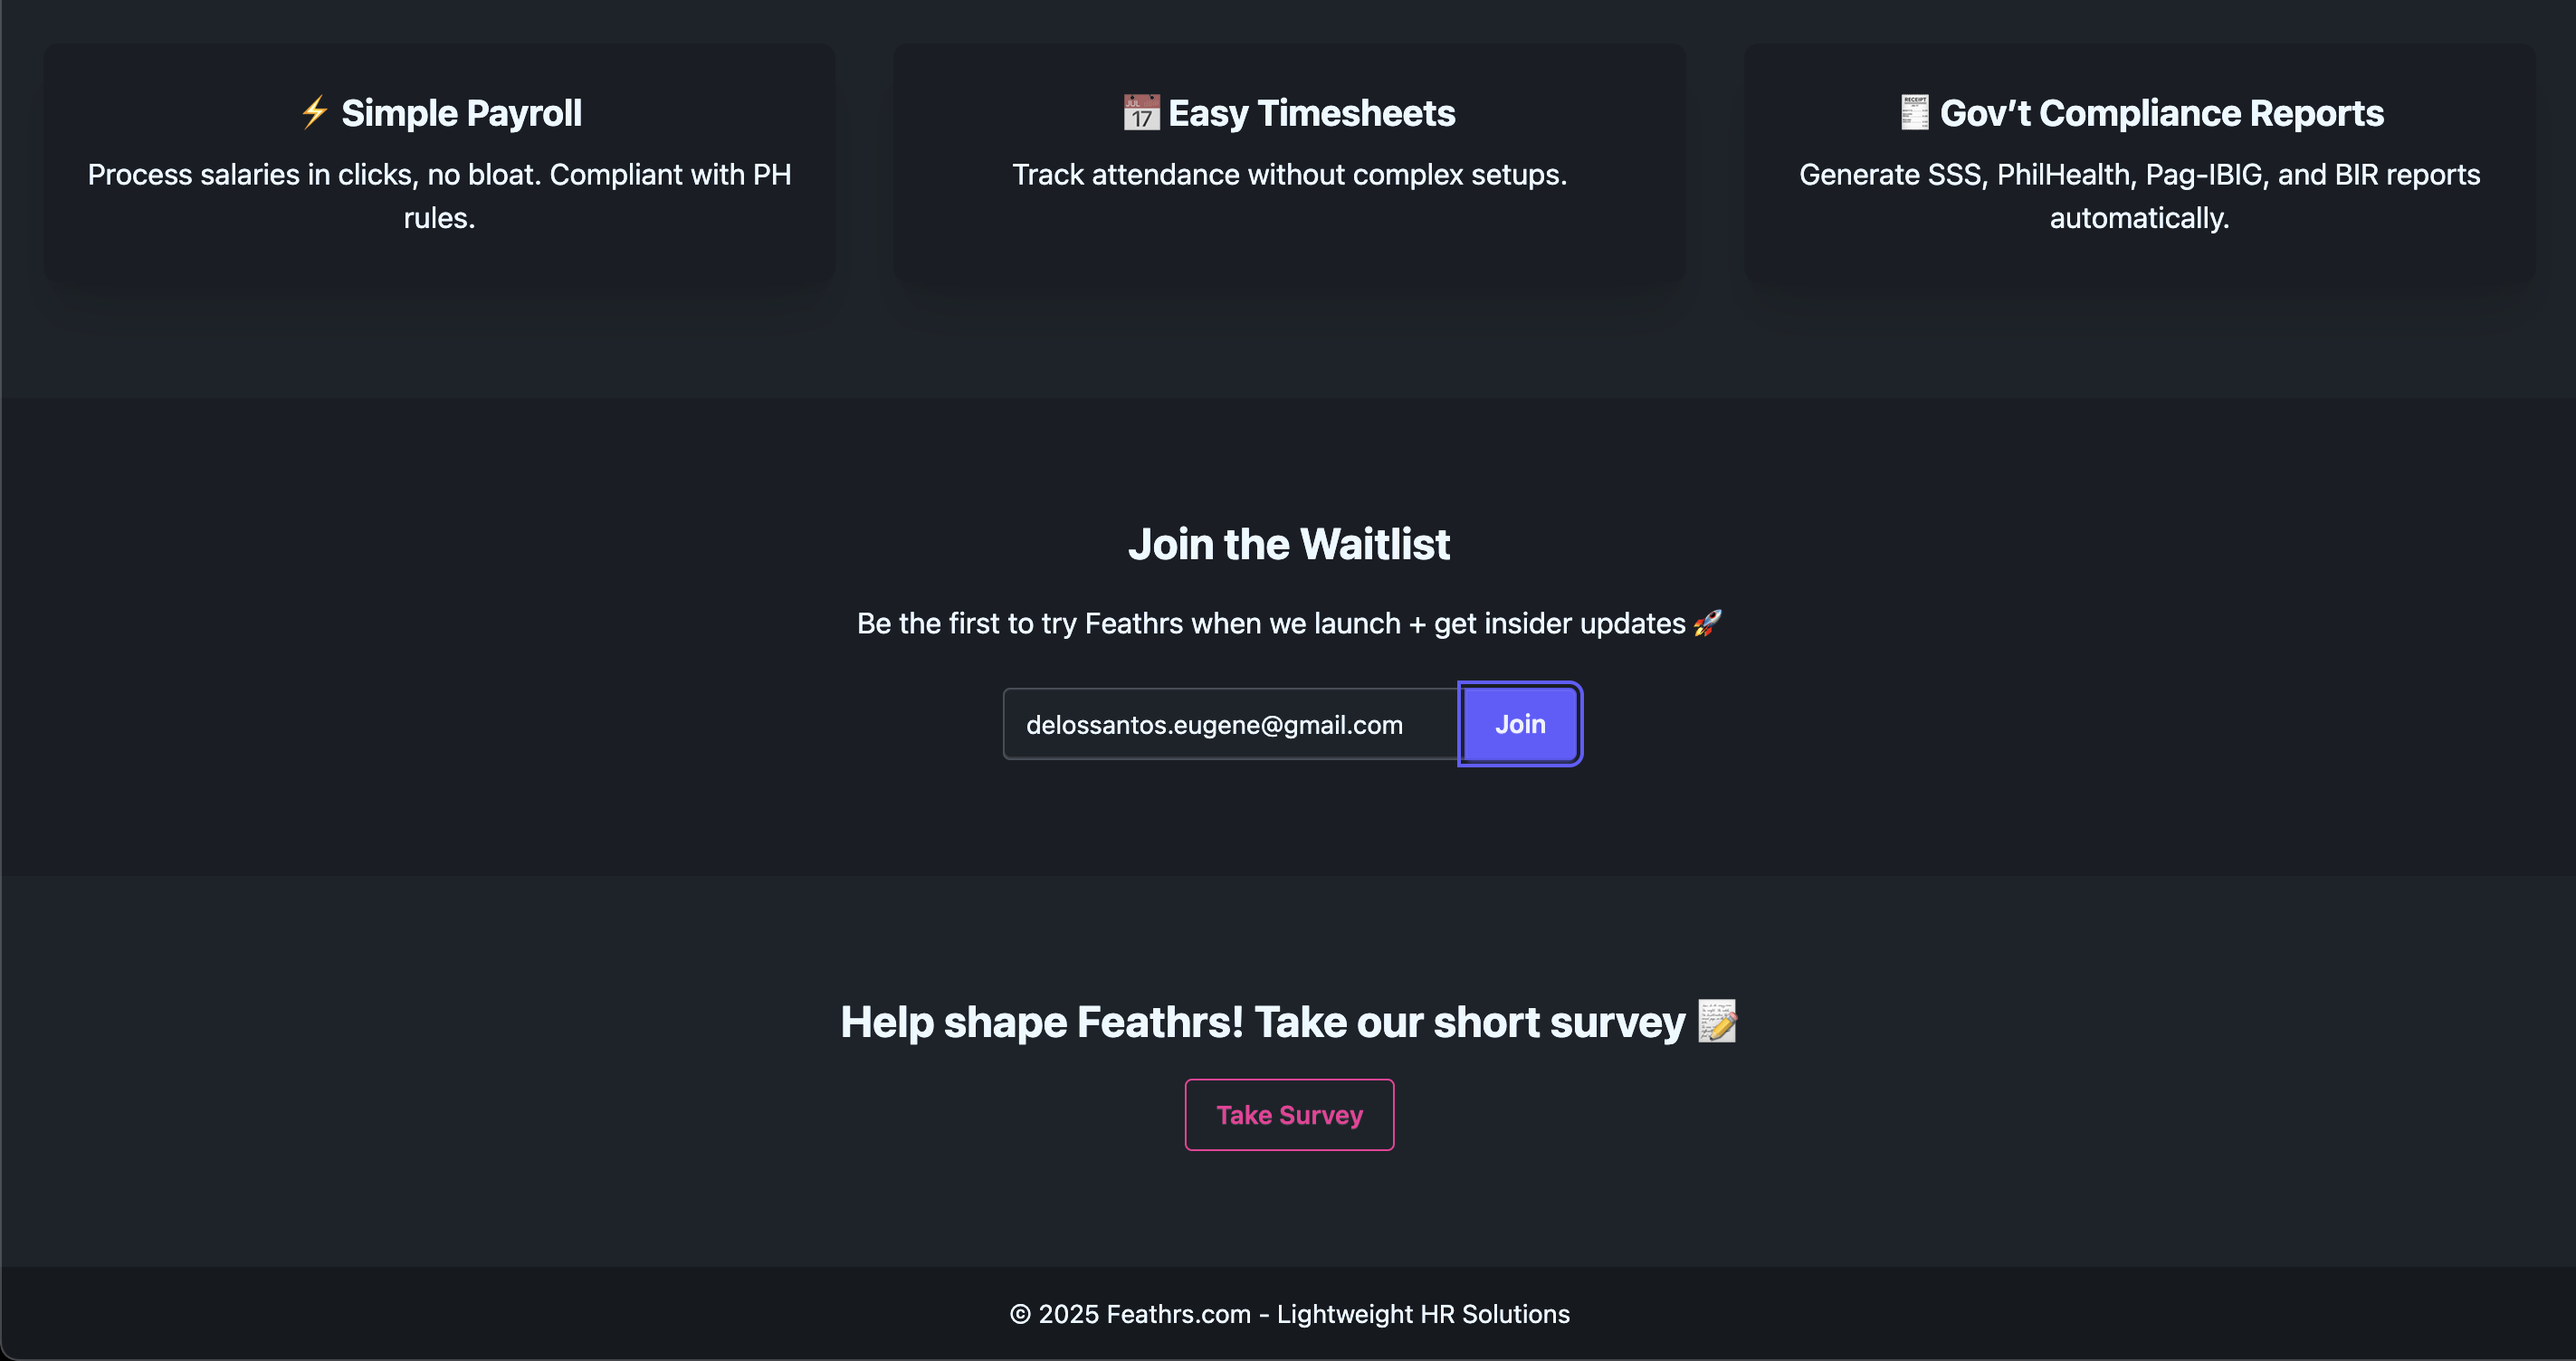 ⚡ Simple Payroll
Process salaries in clicks, no bloat. Compliant with PH
rules.
📅 Easy Timesheets
Track attendance without complex setups.
🧾 Gov’t Compliance Reports
Generate SSS, PhilHealth, Pag-IBIG, and BIR reports
automatically.
Join the Waitlist
Be the first to try Feathrs when we launch + get insider updates 🚀
delossantos.eugene@gmail.com
Join
Help shape Feathrs! Take our short survey 📝
Take Survey
© 2025 Feathrs.com - Lightweight HR Solutions